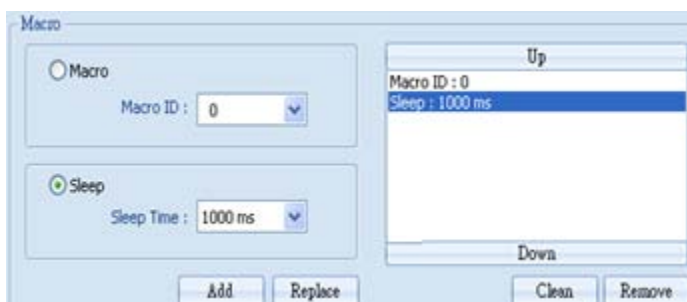 Macro
Macro
Macro ID : 0
Sleep
Sleep Time : 1000 ms
Add Replace
Up
Macro ID : 0
Sleep : 1000 ms
Down
Clean Remove